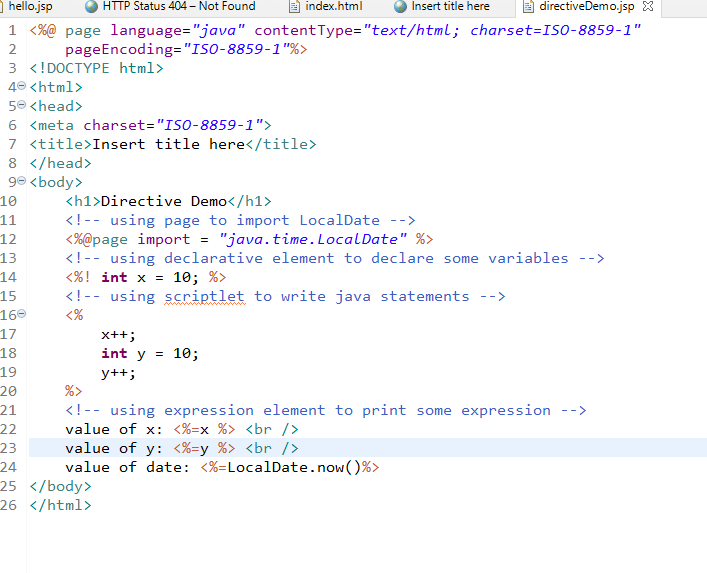 hello.jsp HTTP Status 404 – Not Found index.html Insert title here directiveDemo.jsp
1 <%@ page language="java" contentType="text/html; charset=ISO-8859-1"
2     pageEncoding="ISO-8859-1"%>
3 <!DOCTYPE html>
4 <html>
5 <head>
6 <meta charset="ISO-8859-1">
7 <title>Insert title here</title>
8 </head>
9 <body>
10     <h1>Directive Demo</h1>
11     <!-- using page to import LocalDate -->
12     <%@page import = "java.time.LocalDate" %>
13     <!-- using declarative element to declare some variables -->
14     <%! int x = 10; %>
15     <!-- using scriptlet to write java statements -->
16     <%
17         x++;
18         int y = 10;
19         y++;
20     %>
21     <!-- using expression element to print some expression -->
22     value of x: <%=x %> <br />
23     value of y: <%=y %> <br />
24     value of date: <%=LocalDate.now()%>
25 </body>
26 </html>